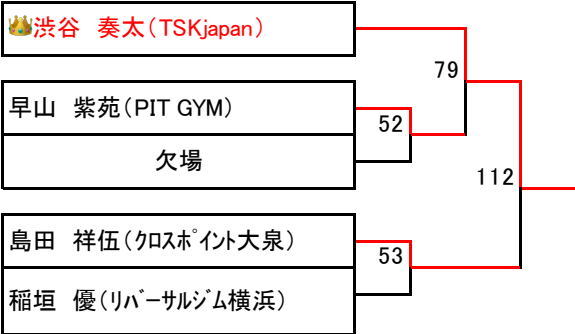 渋谷　奏太（TSKjapan）
79
早山　紫苑（PIT GYM）
52
欠場
112
島田　祥伍（ｸﾛｽﾎﾟｲﾝﾄ大泉）
53
稲垣　優（ﾘﾊﾞｰｻﾙｼﾞﾑ横浜）